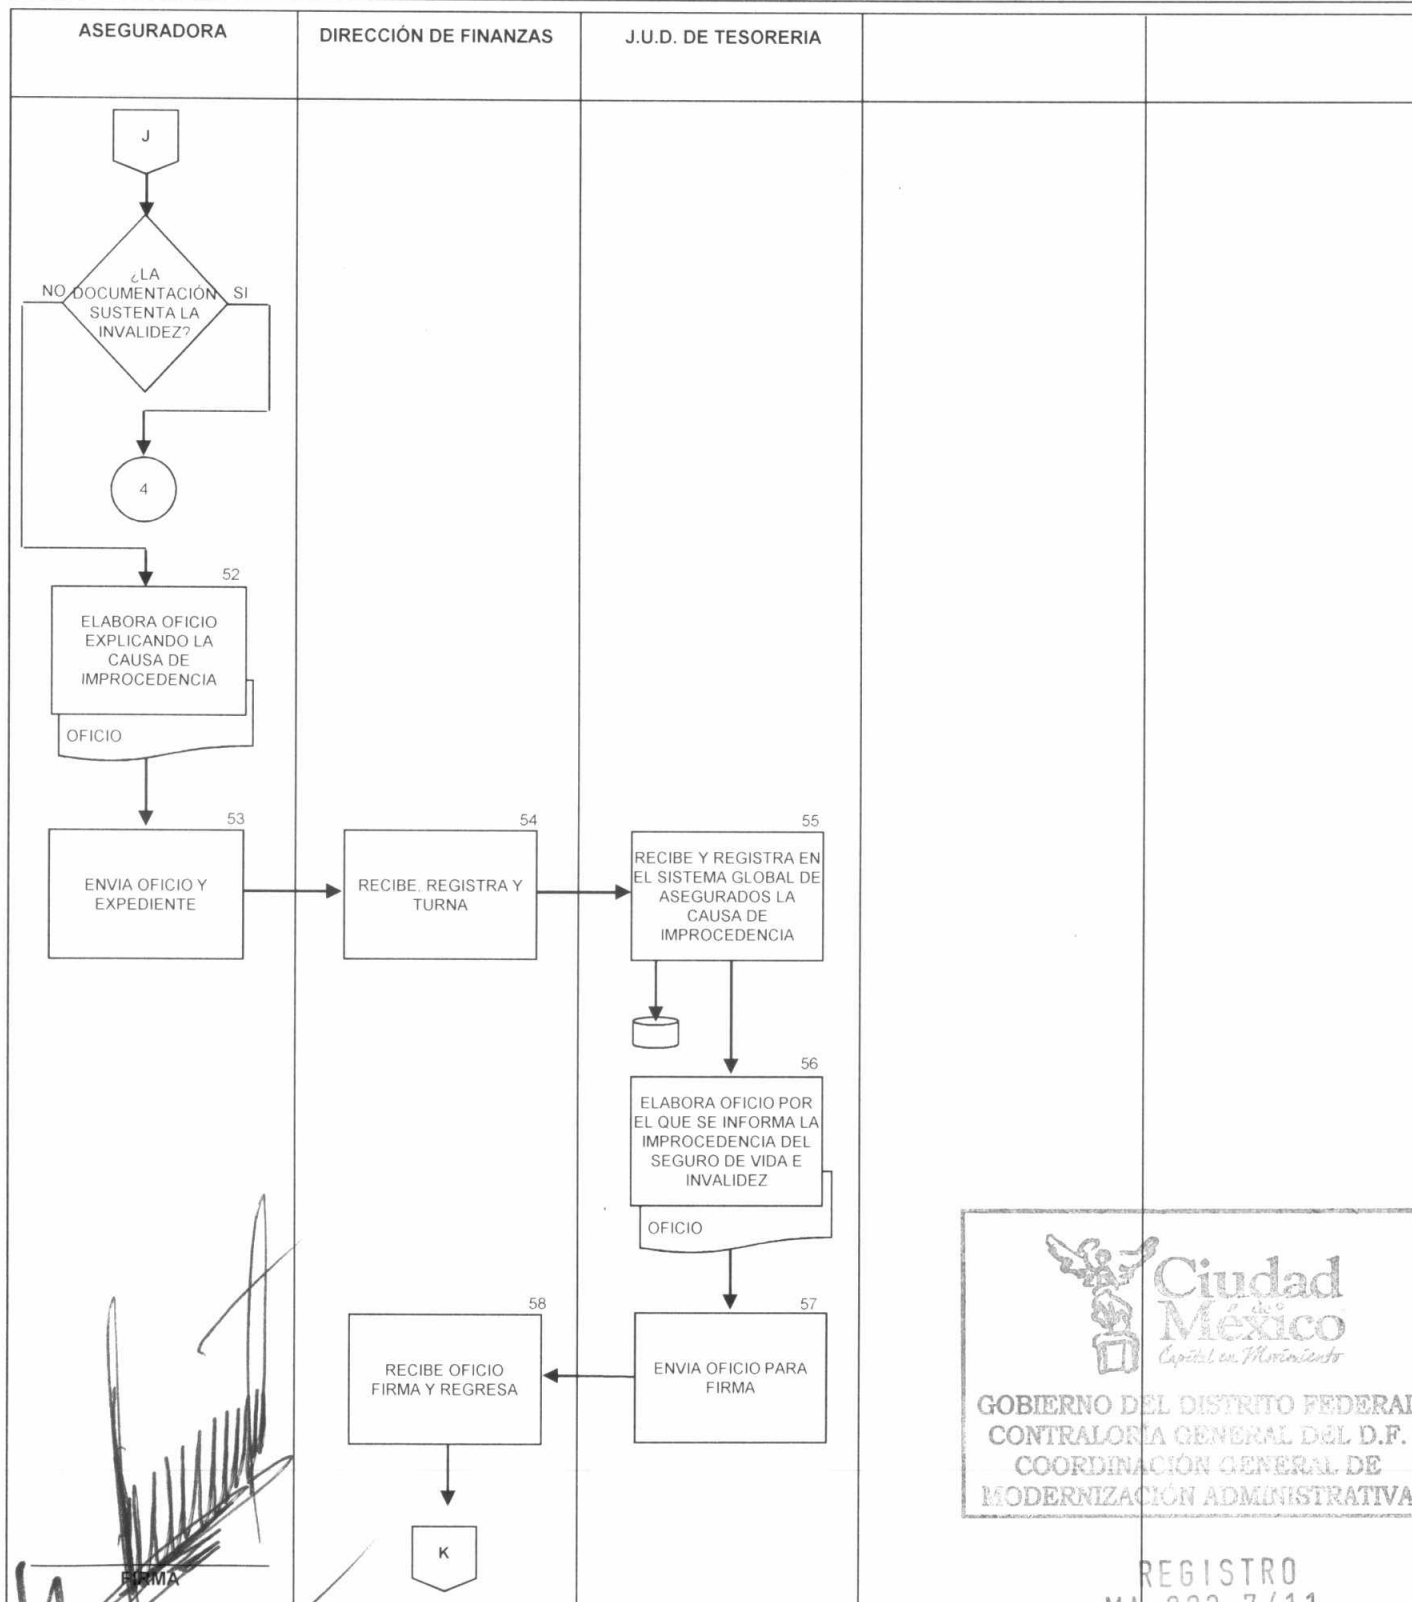 ASEGURADORA
DIRECCIÓN DE FINANZAS
J.U.D. DE TESORERIA
J
¿LA
DOCUMENTACIÓN
SUSTENTA LA
INVALIDEZ?
NO
SI
4
52
ELABORA OFICIO
EXPLICANDO LA
CAUSA DE
IMPROCEDENCIA
OFICIO
53
ENVIA OFICIO Y
EXPEDIENTE
54
RECIBE, REGISTRA Y
TURNA
55
RECIBE Y REGISTRA EN
EL SISTEMA GLOBAL DE
ASEGURADOS LA
CAUSA DE
IMPROCEDENCIA
56
ELABORA OFICIO POR
EL QUE SE INFORMA LA
IMPROCEDENCIA DEL
SEGURO DE VIDA E
INVALIDEZ
OFICIO
57
ENVIA OFICIO PARA
FIRMA
58
RECIBE OFICIO
FIRMA Y REGRESA
K
FIRMA
Ciudad
de
México
Capital en Movimiento
GOBIERNO DEL DISTRITO FEDERAL
CONTRALORÍA GENERAL DEL D.F.
COORDINACIÓN GENERAL DE
MODERNIZACIÓN ADMINISTRATIVA
REGISTRO